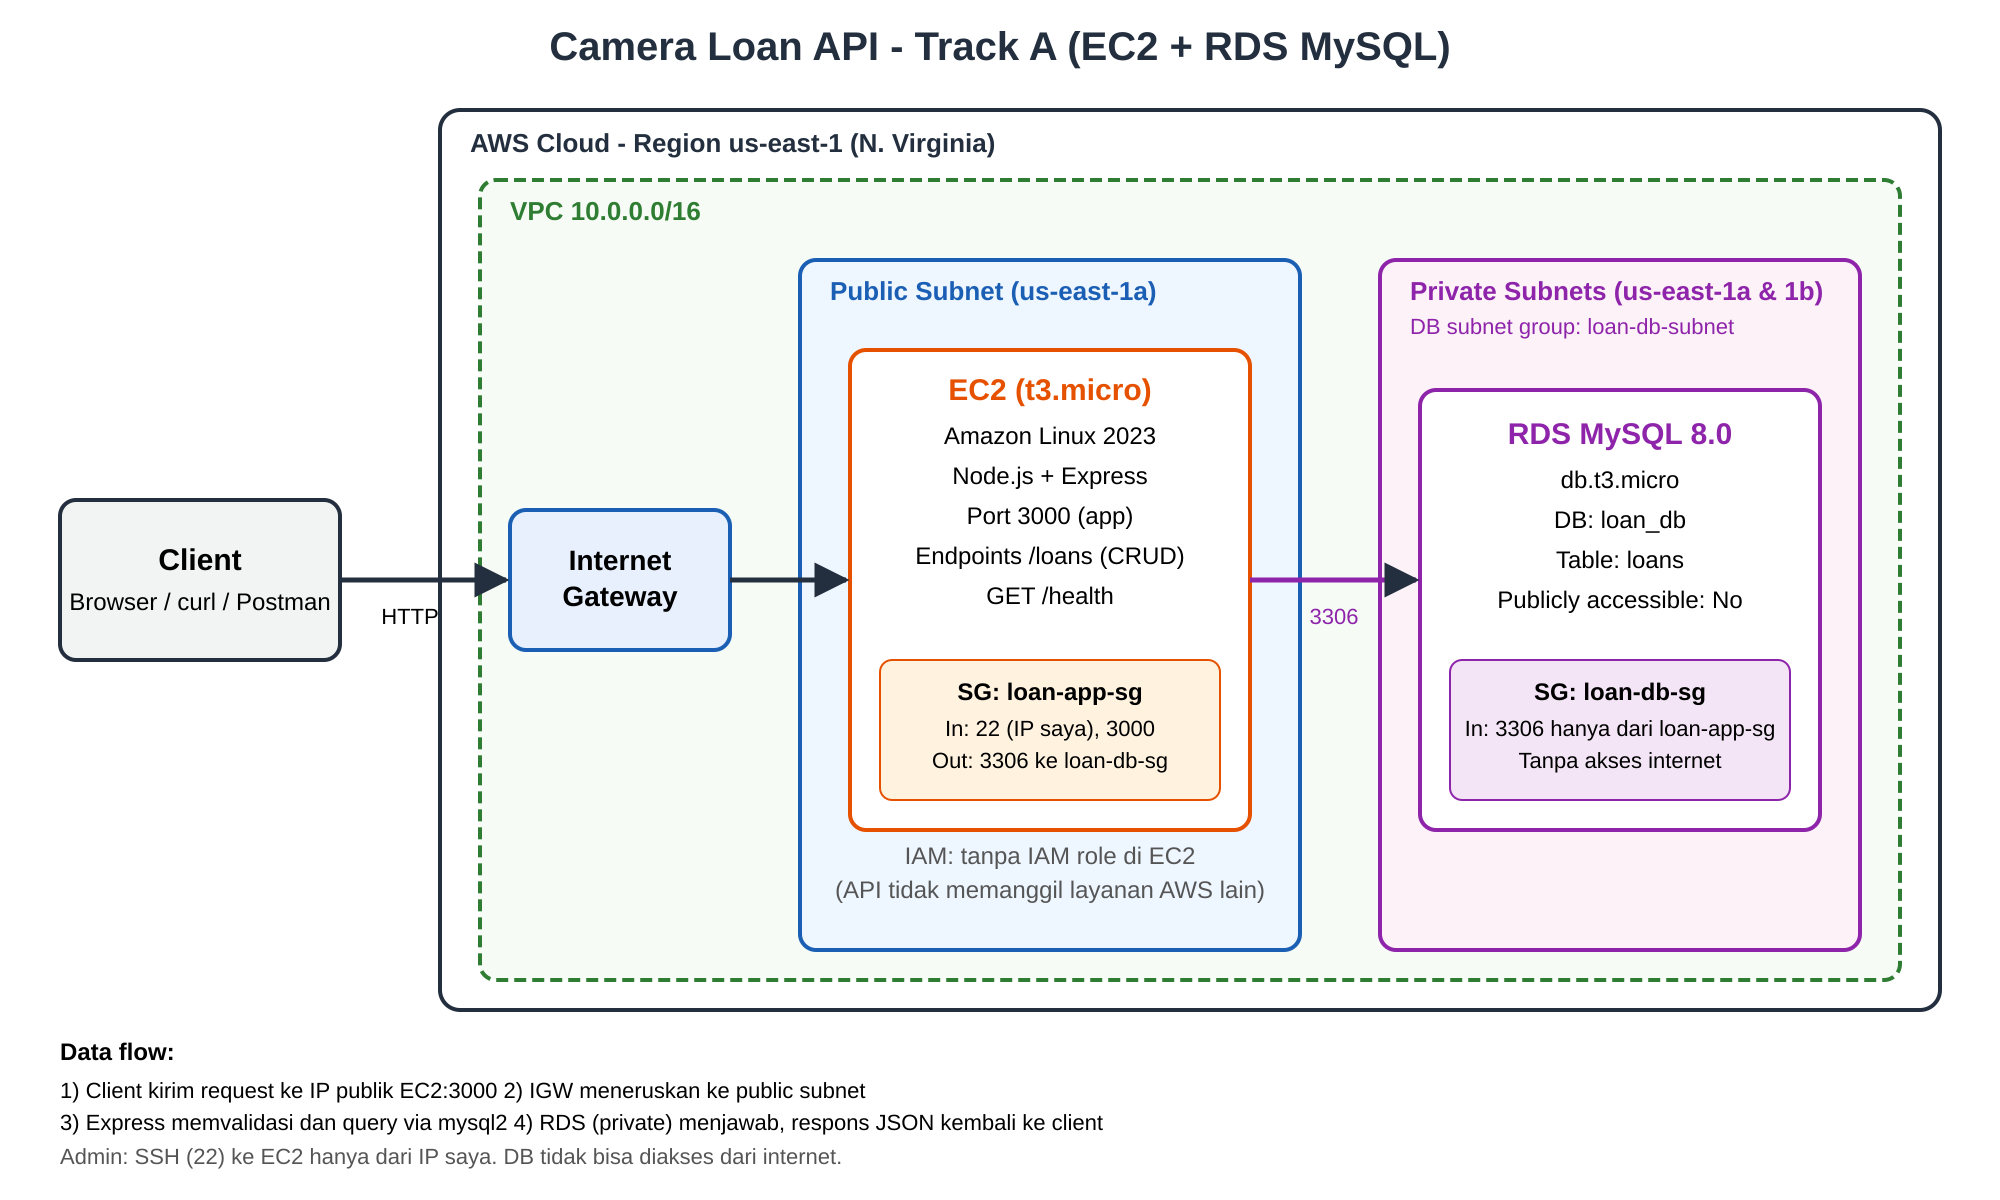 Camera Loan API - Track A (EC2 + RDS MySQL)
AWS Cloud - Region us-east-1 (N. Virginia)
VPC 10.0.0.0/16
Client
Browser / curl / Postman
HTTP
Internet
Gateway
Public Subnet (us-east-1a)
EC2 (t3.micro)
Amazon Linux 2023
Node.js + Express
Port 3000 (app)
Endpoints /loans (CRUD)
GET /health
SG: loan-app-sg
In: 22 (IP saya), 3000
Out: 3306 ke loan-db-sg
IAM: tanpa IAM role di EC2
(API tidak memanggil layanan AWS lain)
3306
Private Subnets (us-east-1a & 1b)
DB subnet group: loan-db-subnet
RDS MySQL 8.0
db.t3.micro
DB: loan_db
Table: loans
Publicly accessible: No
SG: loan-db-sg
In: 3306 hanya dari loan-app-sg
Tanpa akses internet
Data flow:
1) Client kirim request ke IP publik EC2:3000 2) IGW meneruskan ke public subnet
3) Express memvalidasi dan query via mysql2 4) RDS (private) menjawab, respons JSON kembali ke client
Admin: SSH (22) ke EC2 hanya dari IP saya. DB tidak bisa diakses dari internet.